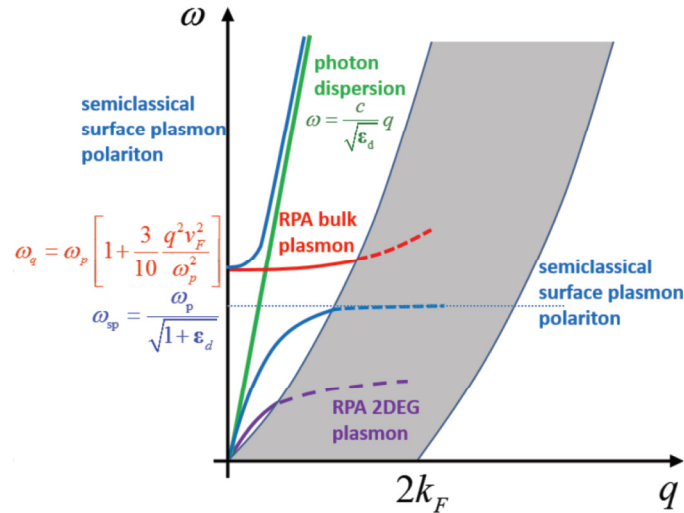 ω
photon
dispersion
ω = c/√ε_d q
semiclassical
surface plasmon
polariton
RPA bulk
plasmon
ω_q = ω_p [1 + 3/10 q²v_F²/ω_p²]
semiclassical
surface plasmon
polariton
ω_sp = ω_p/√(1 + ε_d)
RPA 2DEG
plasmon
2k_F
q